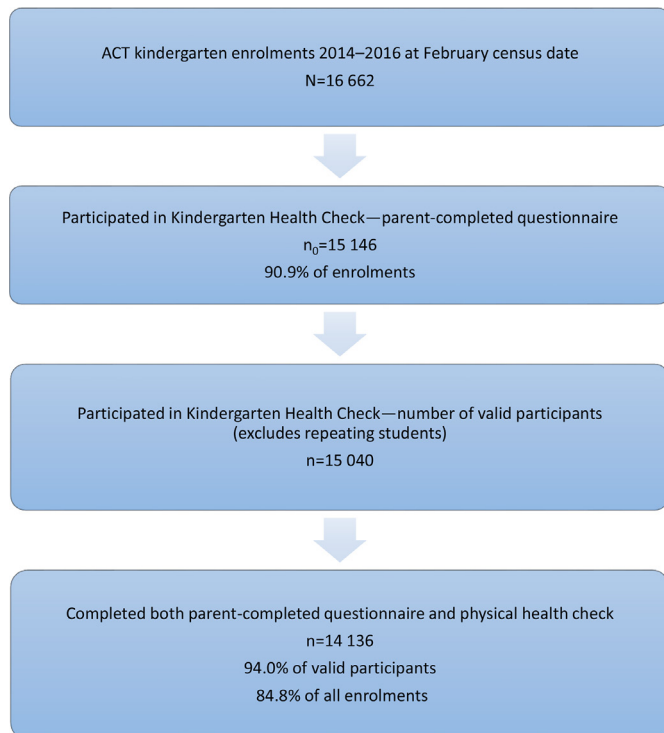 ACT kindergarten enrolments 2014–2016 at February census date
N=16 662
Participated in Kindergarten Health Check—parent-completed questionnaire
n₀=15 146
90.9% of enrolments
Participated in Kindergarten Health Check—number of valid participants
(excludes repeating students)
n=15 040
Completed both parent-completed questionnaire and physical health check
n=14 136
94.0% of valid participants
84.8% of all enrolments